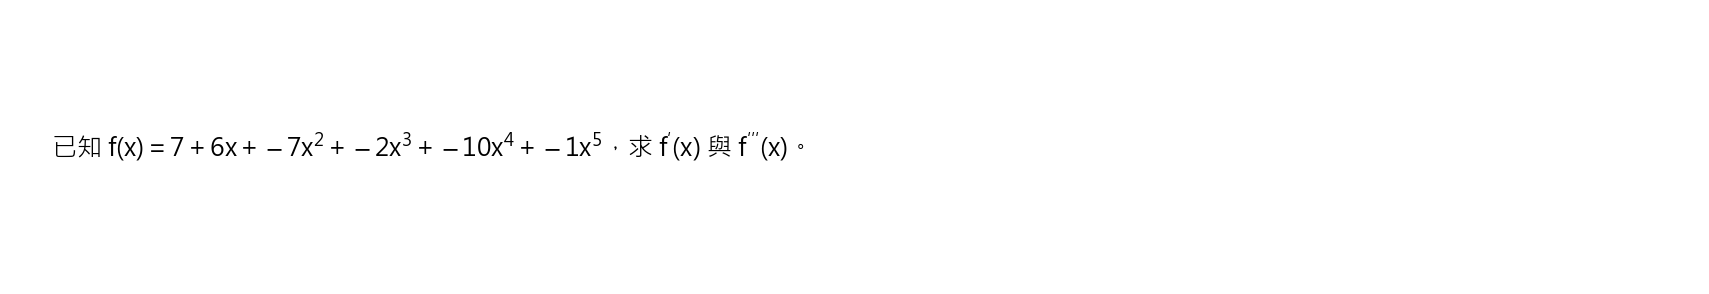 已知 f(x) = 7 + 6x + −7x² + −2x³ + −10x⁴ + −1x⁵，求 f′(x) 與 f′′′(x)。